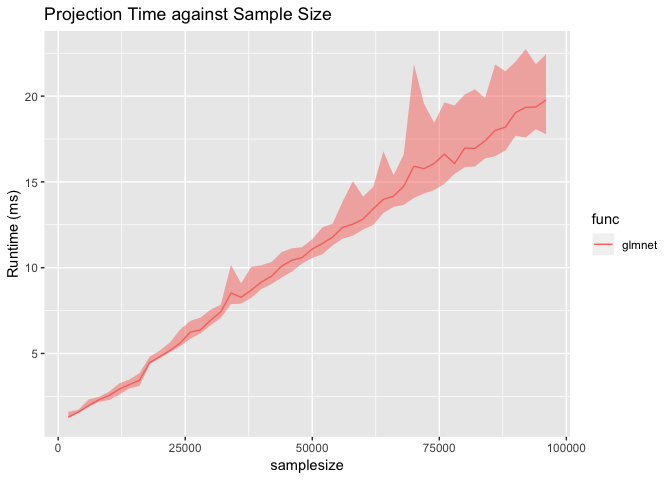 Projection Time against Sample Size
Runtime (ms)
20
15
10
5
0
25000
50000
75000
100000
samplesize
func
glmnet